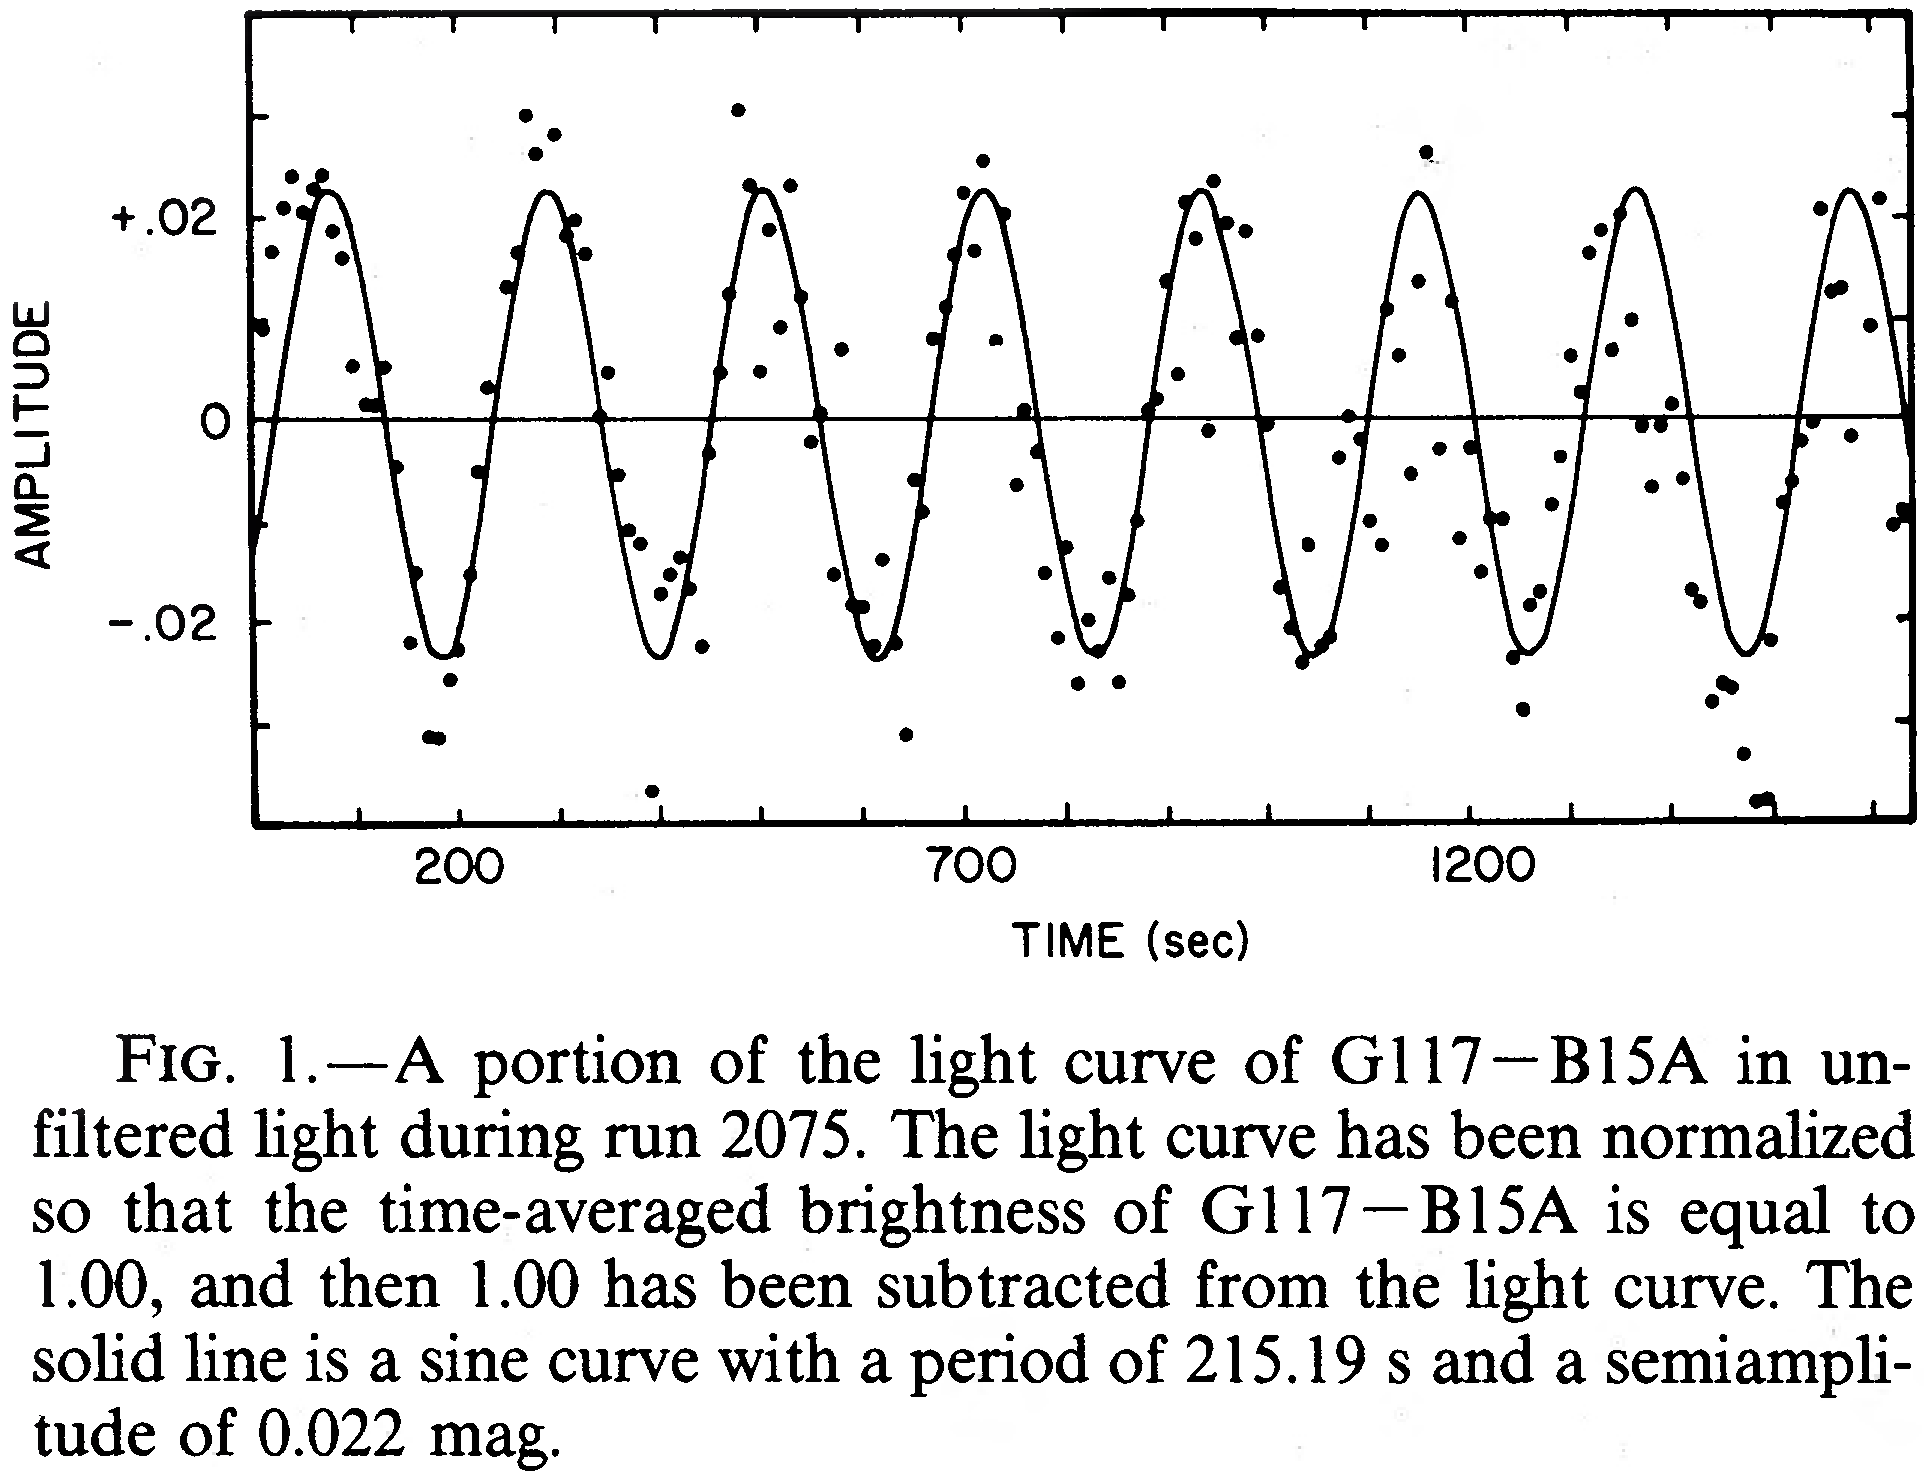 AMPLITUDE
+.02
0
-.02
200 700 1200
TIME (sec)
FIG. 1.—A portion of the light curve of G117−B15A in un-
filtered light during run 2075. The light curve has been normalized
so that the time-averaged brightness of G117−B15A is equal to
1.00, and then 1.00 has been subtracted from the light curve. The
solid line is a sine curve with a period of 215.19 s and a semiampli-
tude of 0.022 mag.